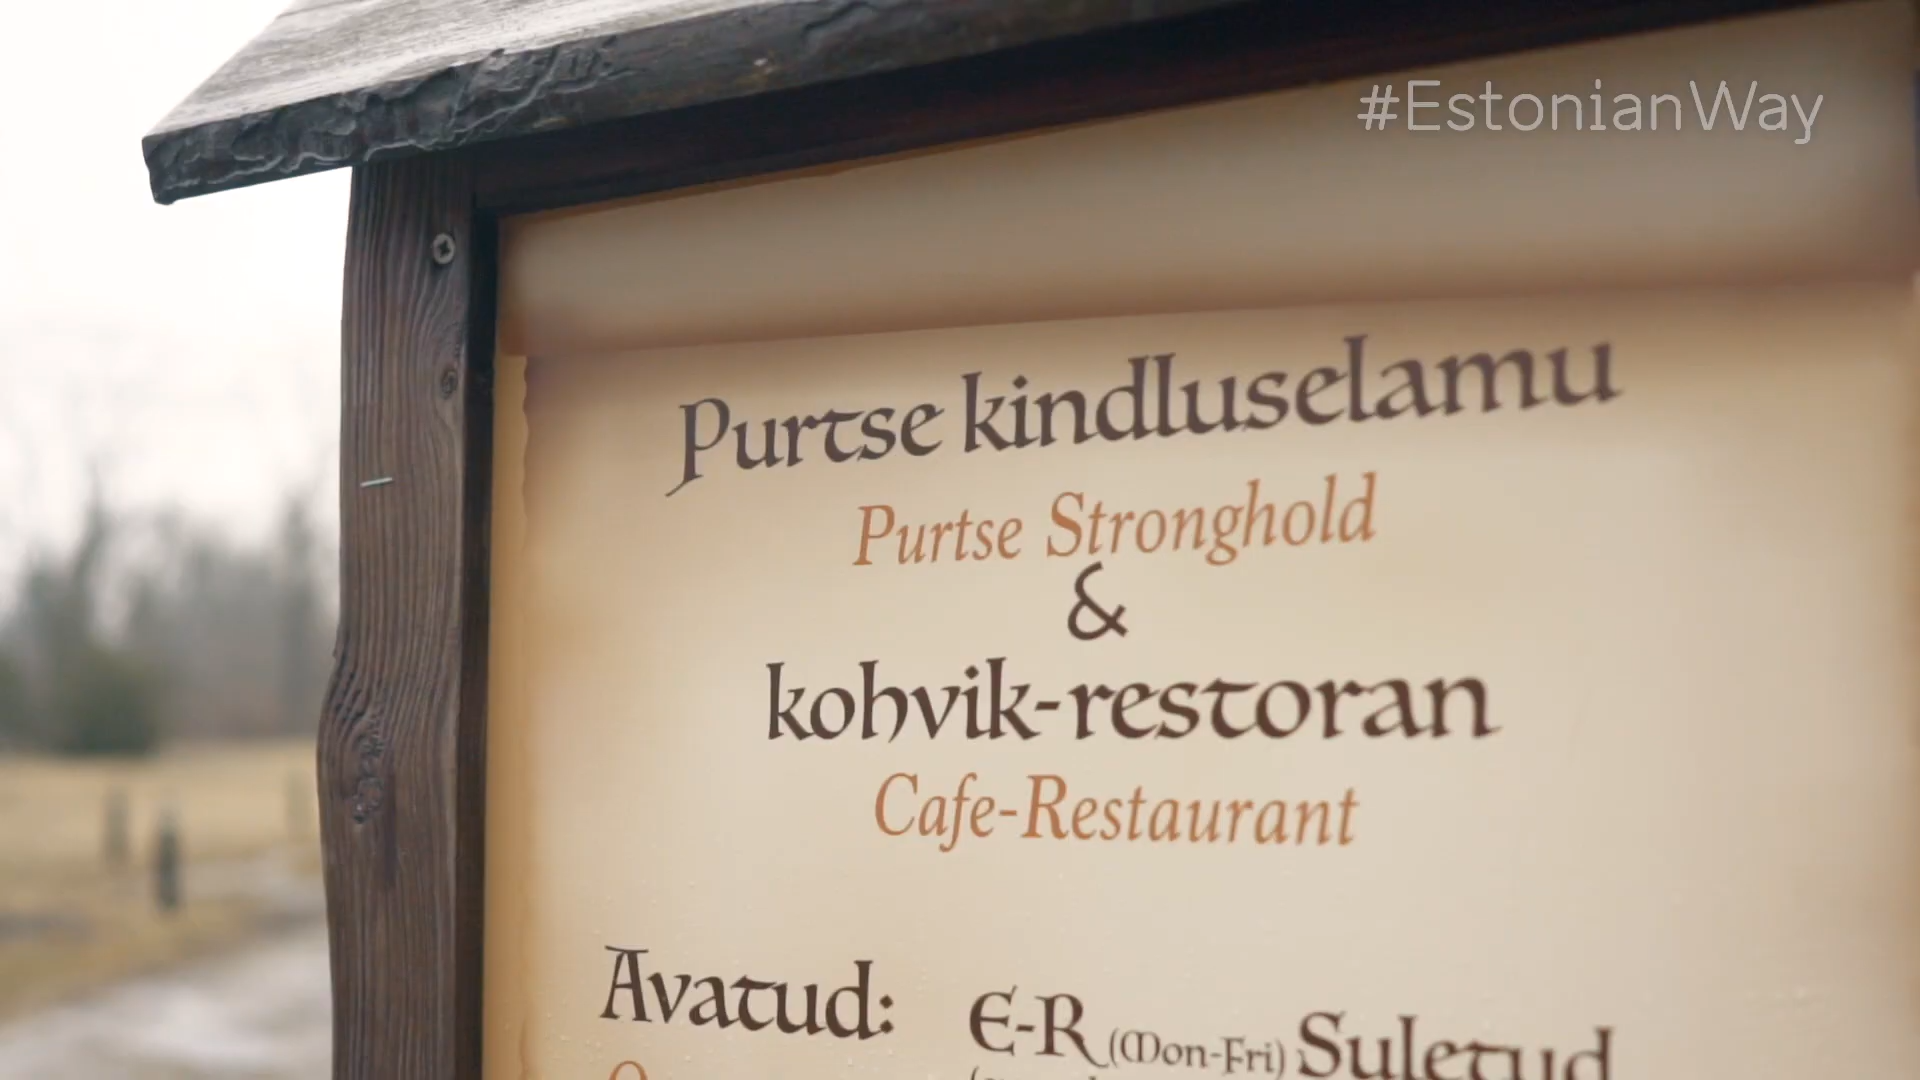 #EstonianWay
Purtse kindluselamu
Purtse Stronghold
&
kohvik-restoran
Cafe-Restaurant
Avatud: E-R (Mon-Fri) Suletud